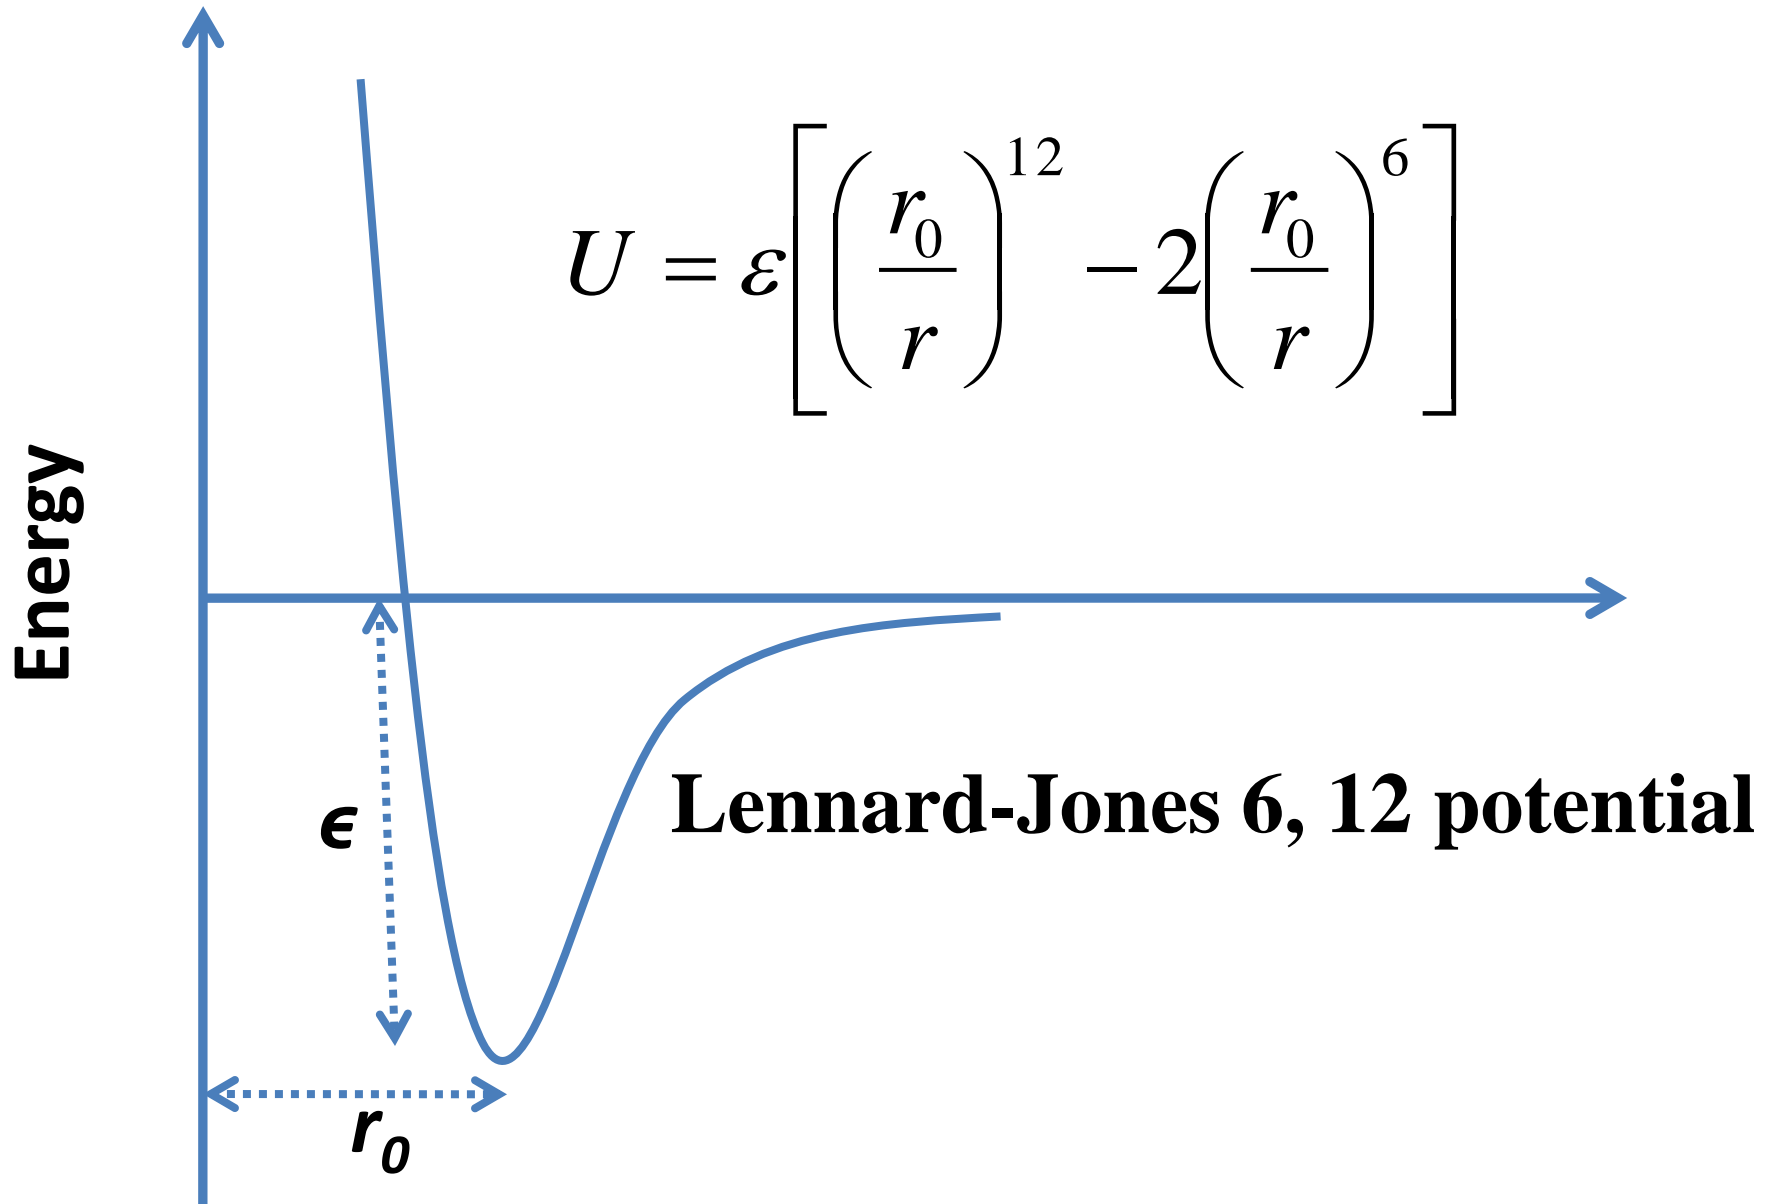 U = ε[(r₀/r)¹² − 2(r₀/r)⁶]
Energy
ϵ
Lennard-Jones 6, 12 potential
r₀